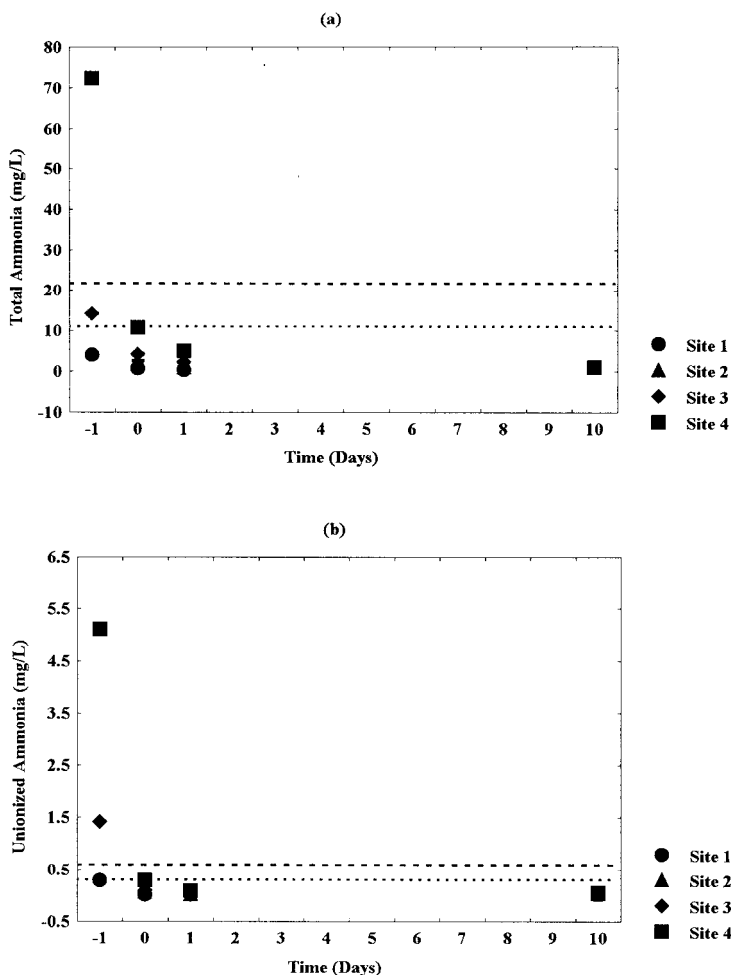 (a)
Total Ammonia (mg/L)
80
70
60
50
40
30
20
10
0
-10
-1 0 1 2 3 4 5 6 7 8 9 10
Time (Days)
Site 1
Site 2
Site 3
Site 4
(b)
Unionized Ammonia (mg/L)
6.5
5.5
4.5
3.5
2.5
1.5
0.5
-0.5
-1 0 1 2 3 4 5 6 7 8 9 10
Time (Days)
Site 1
Site 2
Site 3
Site 4